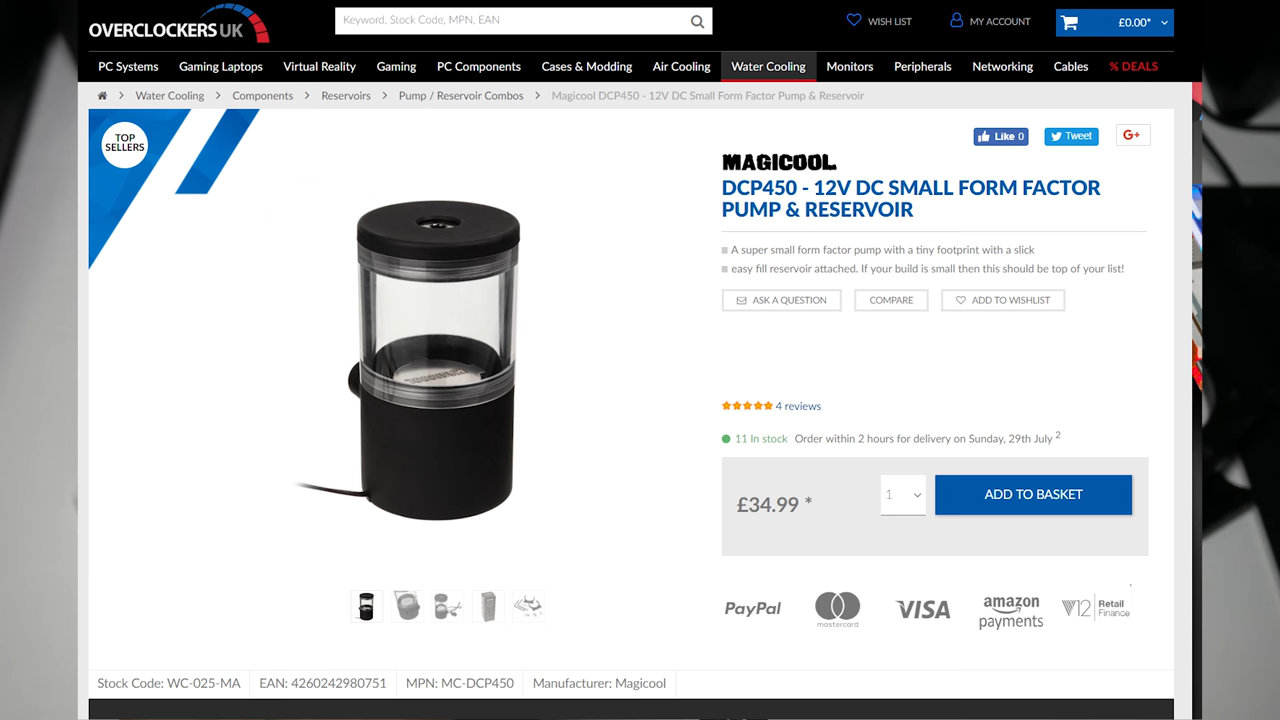 OVERCLOCKERS UK
Keyword, Stock Code, MPN, EAN
WISH LIST
MY ACCOUNT
£0.00*
PC Systems
Gaming Laptops
Virtual Reality
Gaming
PC Components
Cases & Modding
Air Cooling
Water Cooling
Monitors
Peripherals
Networking
Cables
% DEALS
Water Cooling > Components > Reservoirs > Pump / Reservoir Combos > Magicool DCP450 - 12V DC Small Form Factor Pump & Reservoir
TOP
SELLERS
Like 0
Tweet
G+
MAGICOOL
DCP450 - 12V DC SMALL FORM FACTOR
PUMP & RESERVOIR
A super small form factor pump with a tiny footprint with a slick
easy fill reservoir attached. If your build is small then this should be top of your list!
ASK A QUESTION
COMPARE
ADD TO WISHLIST
4 reviews
11 In stock Order within 2 hours for delivery on Sunday, 29th July 2
£34.99 *
1
ADD TO BASKET
PayPal
mastercard
VISA
amazon
payments
V12 Retail
Finance
Stock Code: WC-025-MA
EAN: 4260242980751
MPN: MC-DCP450
Manufacturer: Magicool